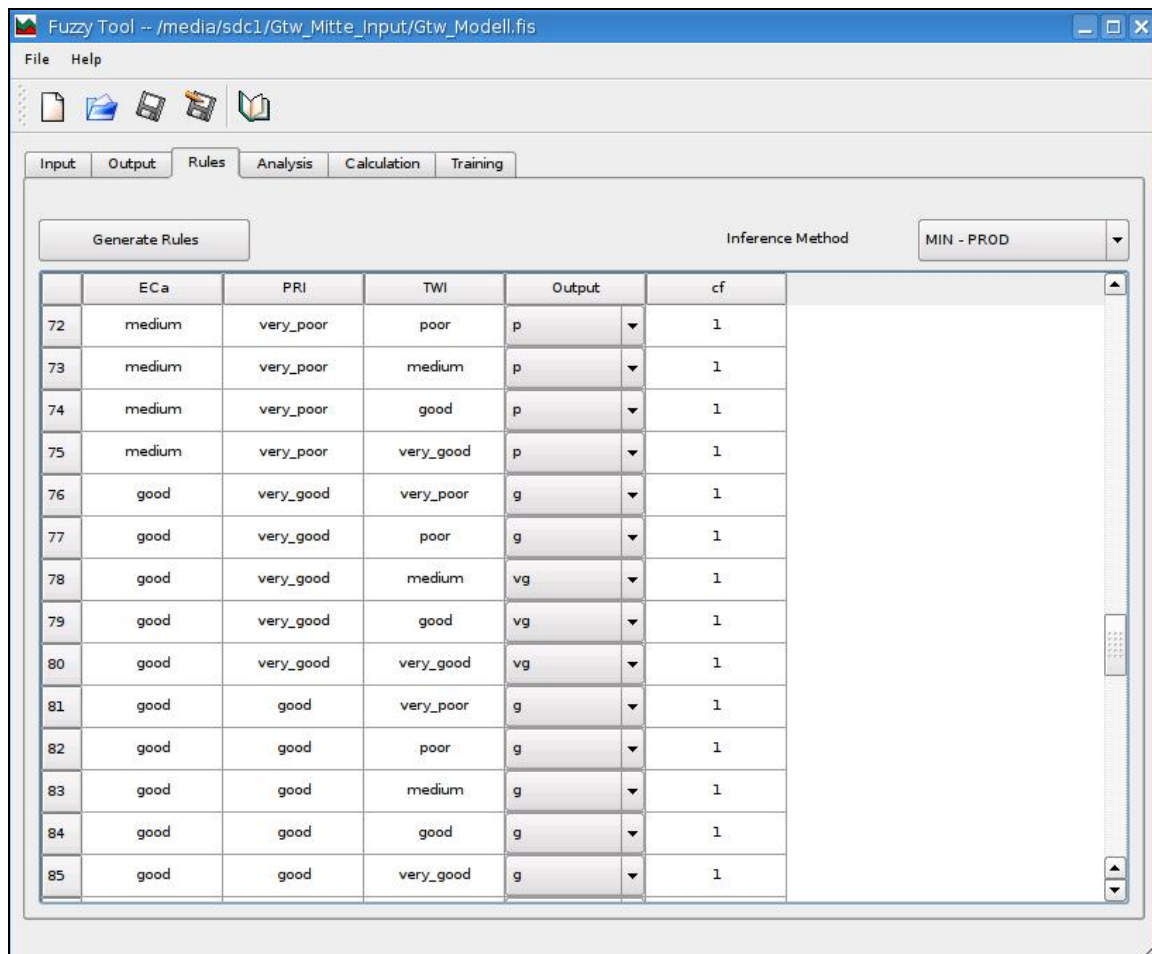 Fuzzy Tool -- /media/sdc1/Gtw_Mitte_Input/Gtw_Modell.fis
File Help
Input Output Rules Analysis Calculation Training
Generate Rules Inference Method MIN - PROD
ECa PRI TWI Output cf
72 medium very_poor poor p 1
73 medium very_poor medium p 1
74 medium very_poor good p 1
75 medium very_poor very_good p 1
76 good very_good very_poor g 1
77 good very_good poor g 1
78 good very_good medium vg 1
79 good very_good good vg 1
80 good very_good very_good vg 1
81 good good very_poor g 1
82 good good poor g 1
83 good good medium g 1
84 good good good g 1
85 good good very_good g 1